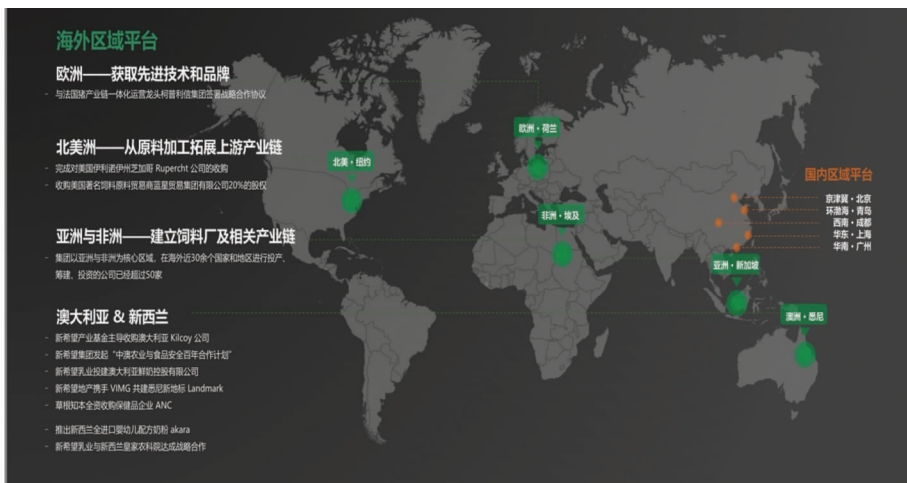 海外区域平台
欧洲——获取先进技术和品牌
- 与法国猪产业链一体化运营龙头柯普利信集团签署战略合作协议
北美洲——从原料加工拓展上游产业链
- 完成对美国伊利诺伊州芝加哥 Rupercht 公司的收购
- 收购美国著名饲料原料贸易商蓝星贸易集团有限公司20%的股权
亚洲与非洲——建立饲料厂及相关产业链
- 集团以亚洲与非洲为核心区域，在海外近30余个国家和地区进行投产、
筹建、投资的公司已经超过50家
澳大利亚 & 新西兰
- 新希望产业基金主导收购澳大利亚 Kilcoy 公司
- 新希望集团发起“中澳农业与食品安全百年合作计划”
- 新希望乳业投建澳大利亚鲜奶控股有限公司
- 新希望地产携手 VIMG 共建悉尼新地标 Landmark
- 草根知本全资收购保健品企业 ANC
- 推出新西兰全进口婴幼儿配方奶粉 akara
- 新希望乳业与新西兰皇家农科院达成战略合作
北美·纽约
欧洲·荷兰
非洲·埃及
亚洲·新加坡
澳洲·悉尼
国内区域平台
京津冀·北京
环渤海·青岛
西南·成都
华东·上海
华南·广州